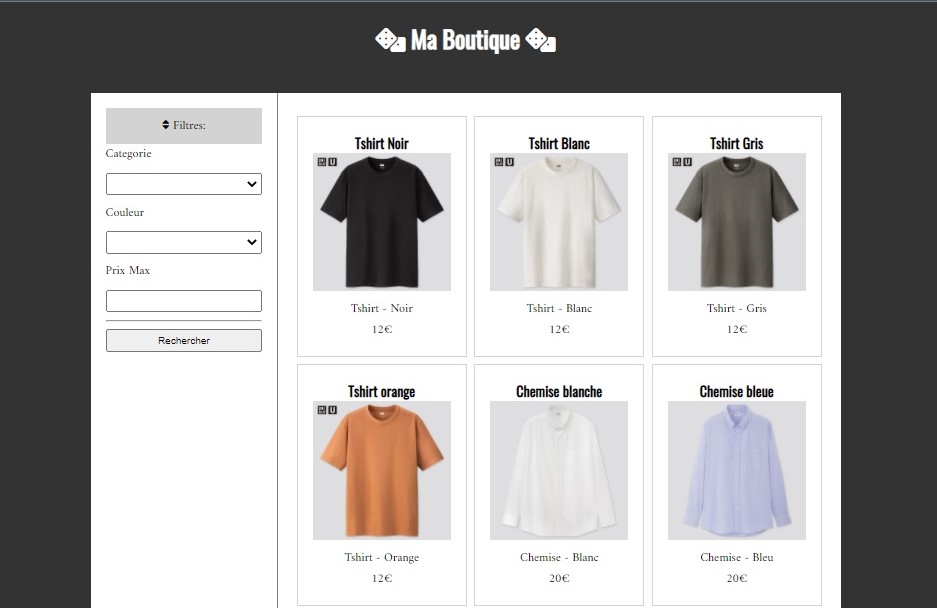 Ma Boutique
Filtres:
Categorie
Couleur
Prix Max
Rechercher
Tshirt Noir
Tshirt - Noir
12€
Tshirt Blanc
Tshirt - Blanc
12€
Tshirt Gris
Tshirt - Gris
12€
Tshirt orange
Tshirt - Orange
12€
Chemise blanche
Chemise - Blanc
20€
Chemise bleue
Chemise - Bleu
20€